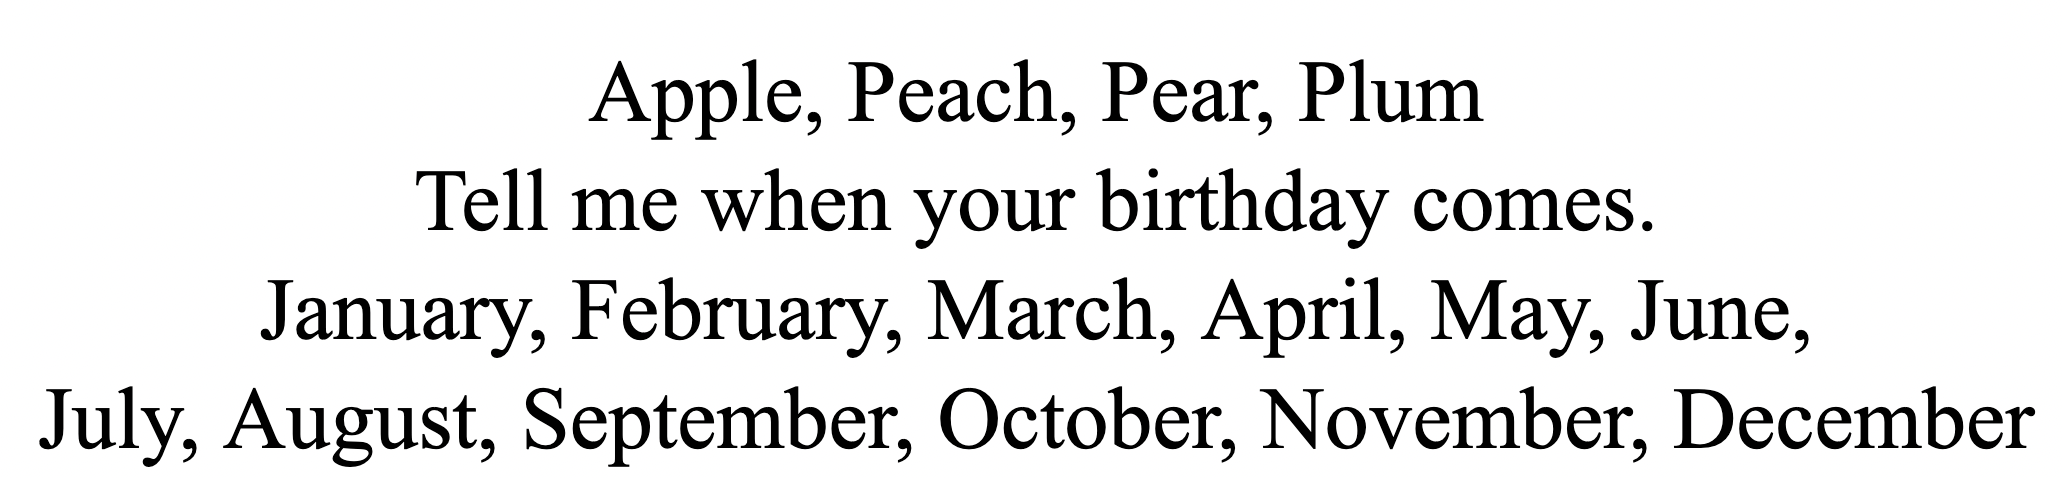 Apple, Peach, Pear, Plum
Tell me when your birthday comes.
January, February, March, April, May, June,
July, August, September, October, November, December